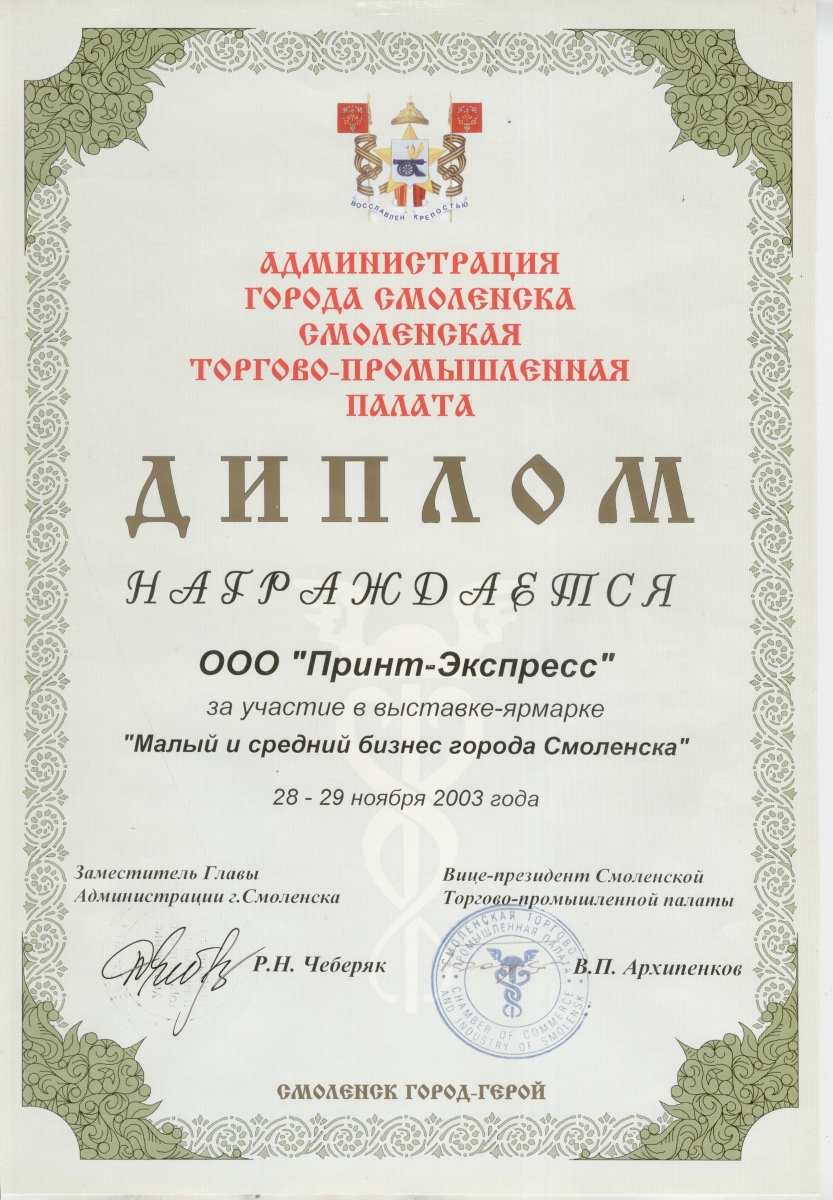 ВОССЛАВЛЕН КРЕПОСТЬЮ
АДМИНИСТРАЦИЯ
ГОРОДА СМОЛЕНСКА
СМОЛЕНСКАЯ
ТОРГОВО-ПРОМЫШЛЕННАЯ
ПАЛАТА
ДИПЛОМ
НАГРАЖДАЕТСЯ
ООО "Принт-Экспресс"
за участие в выставке-ярмарке
"Малый и средний бизнес города Смоленска"
28 - 29 ноября 2003 года
Заместитель Главы
Администрации г.Смоленска
Р.Н. Чеберяк
Вице-президент Смоленской
Торгово-промышленной палаты
В.П. Архипенков
СМОЛЕНСКАЯ ТОРГОВО-
ПРОМЫШЛЕННАЯ ПАЛАТА
CHAMBER OF COMMERCE
AND INDUSTRY OF SMOLENSK
СМОЛЕНСК ГОРОД-ГЕРОЙ